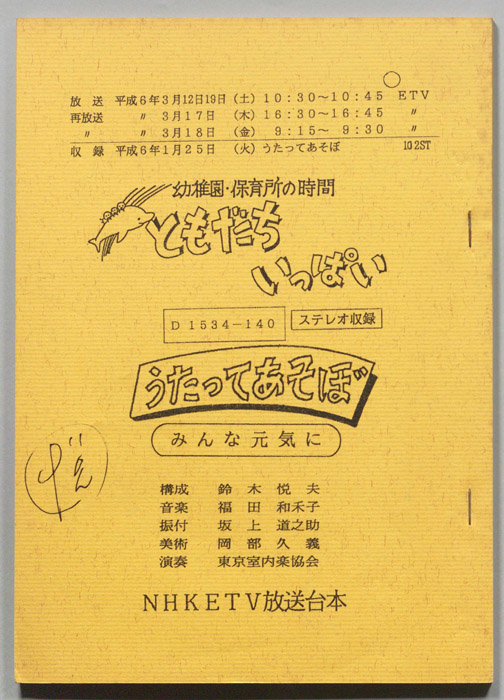 放送 平成6年3月12日19日（土）10：30～10：45 ETV
再放送 〃 3月17日（木）16：30～16：45 〃
〃 〃 3月18日（金）9：15～ 9：30 〃
収録 平成6年1月25日（火）うたってあそぼ 102ST
幼稚園・保育所の時間
ともだち
いっぱい
D 1534－140 ステレオ収録
うたってあそぼ
みんな元気に
構成 鈴木悦夫
音楽 福田和禾子
振付 坂上道之助
美術 岡部久義
演奏 東京室内楽協会
NHKETV放送台本